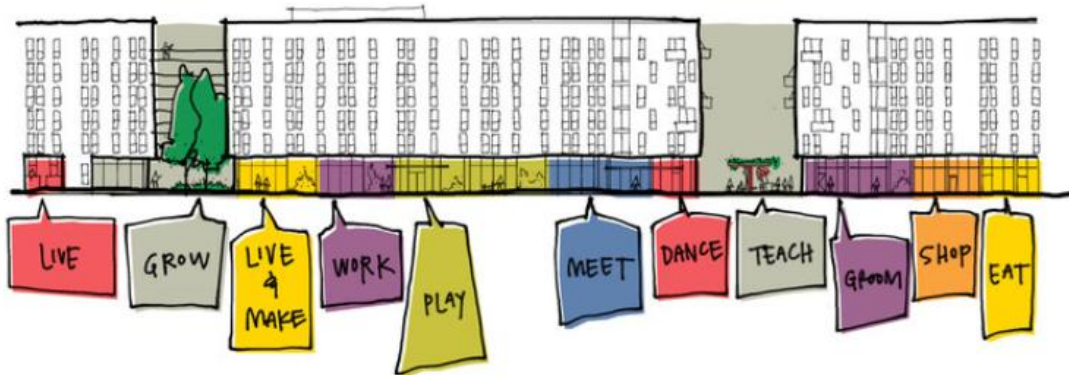 LIVE
GROW
LIVE
&
MAKE
WORK
PLAY
MEET
DANCE
TEACH
GROOM
SHOP
EAT